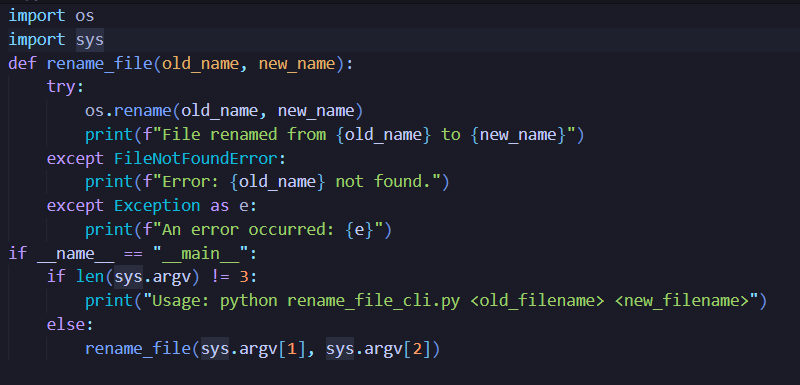 import os
import sys
def rename_file(old_name, new_name):
    try:
        os.rename(old_name, new_name)
        print(f"File renamed from {old_name} to {new_name}")
    except FileNotFoundError:
        print(f"Error: {old_name} not found.")
    except Exception as e:
        print(f"An error occurred: {e}")
if __name__ == "__main__":
    if len(sys.argv) != 3:
        print("Usage: python rename_file_cli.py <old_filename> <new_filename>")
    else:
        rename_file(sys.argv[1], sys.argv[2])